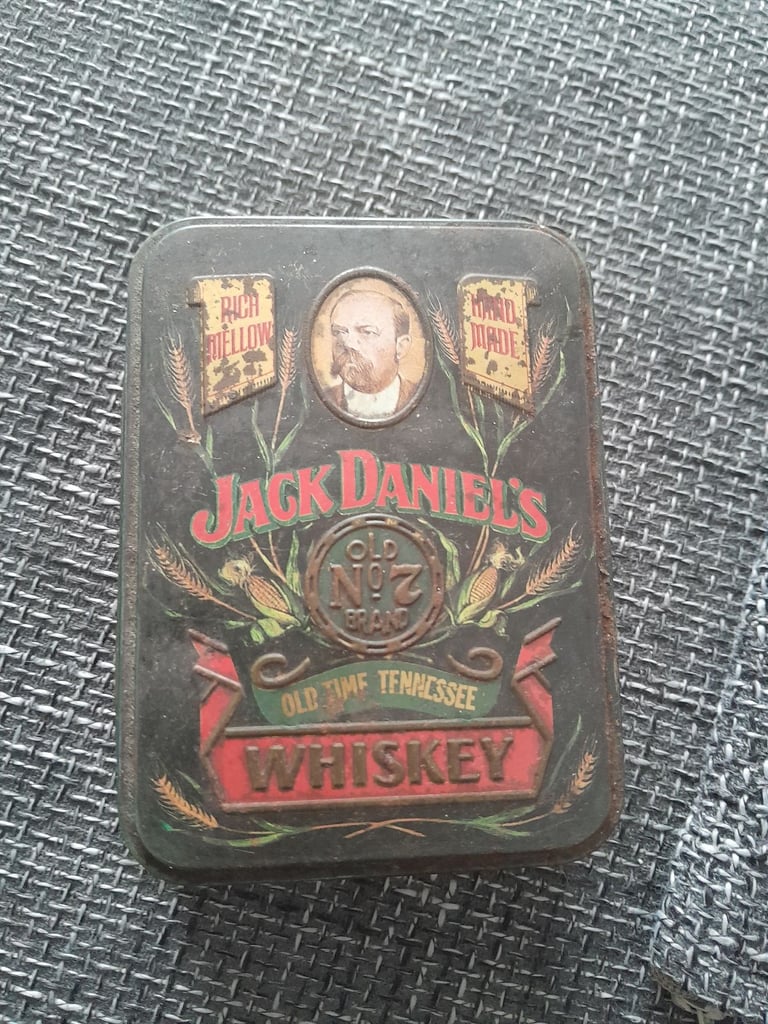 RICH
MELLOW
HAND
MADE
JACK DANIEL'S
OLD
No. 7
BRAND
OLD TIME TENNESSEE
WHISKEY